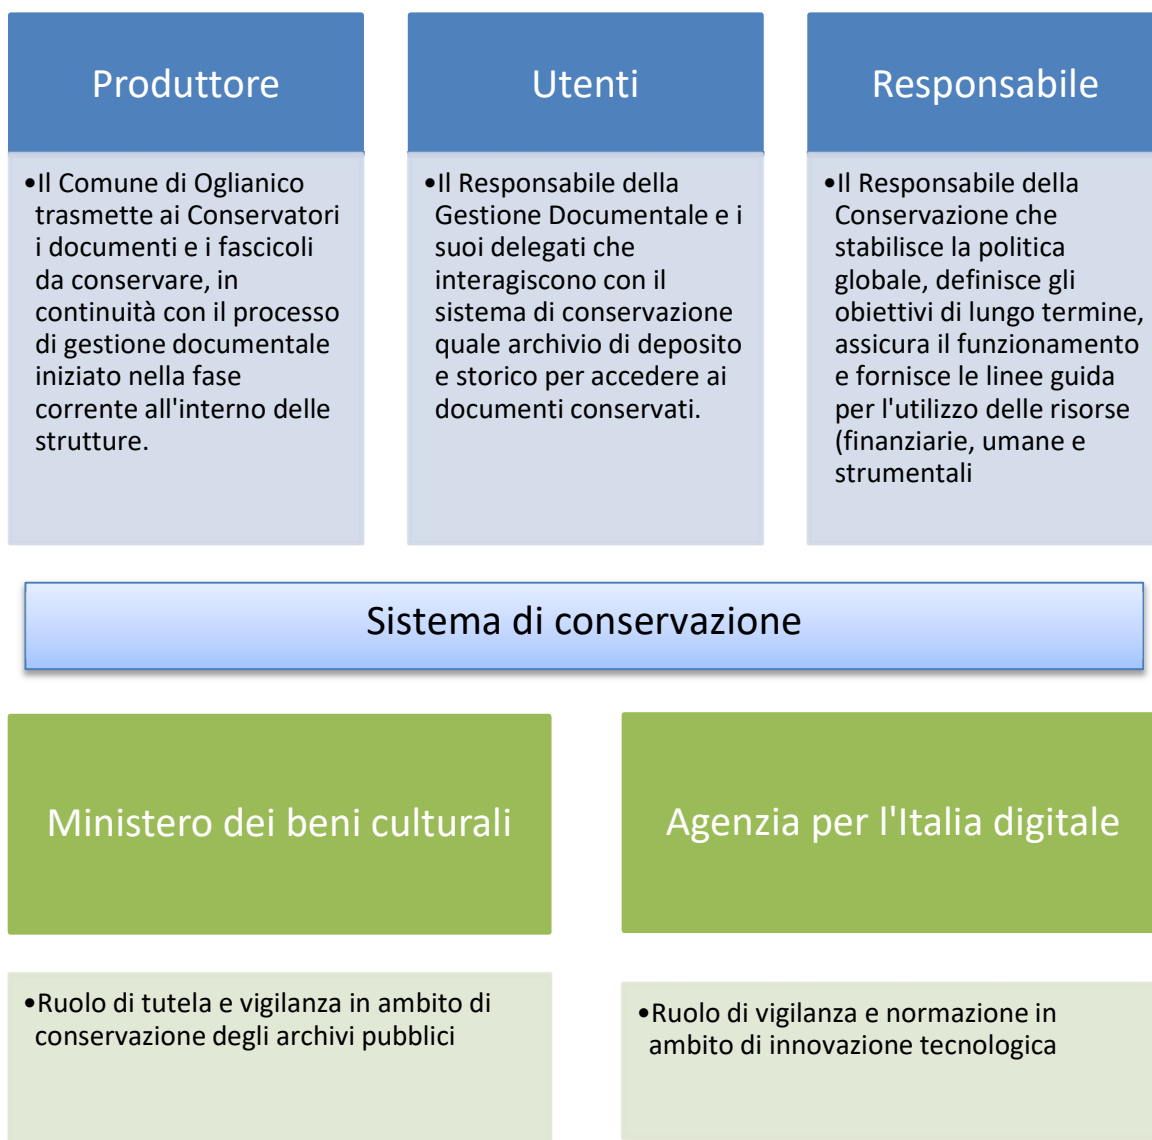 Produttore
•Il Comune di Oglianico
trasmette ai Conservatori
i documenti e i fascicoli
da conservare, in
continuità con il processo
di gestione documentale
iniziato nella fase
corrente all'interno delle
strutture.
Utenti
•Il Responsabile della
Gestione Documentale e i
suoi delegati che
interagiscono con il
sistema di conservazione
quale archivio di deposito
e storico per accedere ai
documenti conservati.
Responsabile
•Il Responsabile della
Conservazione che
stabilisce la politica
globale, definisce gli
obiettivi di lungo termine,
assicura il funzionamento
e fornisce le linee guida
per l'utilizzo delle risorse
(finanziarie, umane e
strumentali
Sistema di conservazione
Ministero dei beni culturali
•Ruolo di tutela e vigilanza in ambito di
conservazione degli archivi pubblici
Agenzia per l'Italia digitale
•Ruolo di vigilanza e normazione in
ambito di innovazione tecnologica